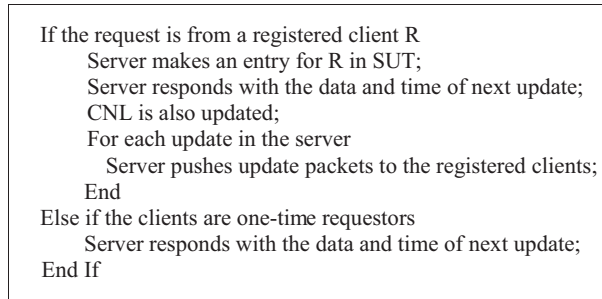 If the request is from a registered client R
Server makes an entry for R in SUT;
Server responds with the data and time of next update;
CNL is also updated;
For each update in the server
Server pushes update packets to the registered clients;
End
Else if the clients are one-time requestors
Server responds with the data and time of next update;
End If